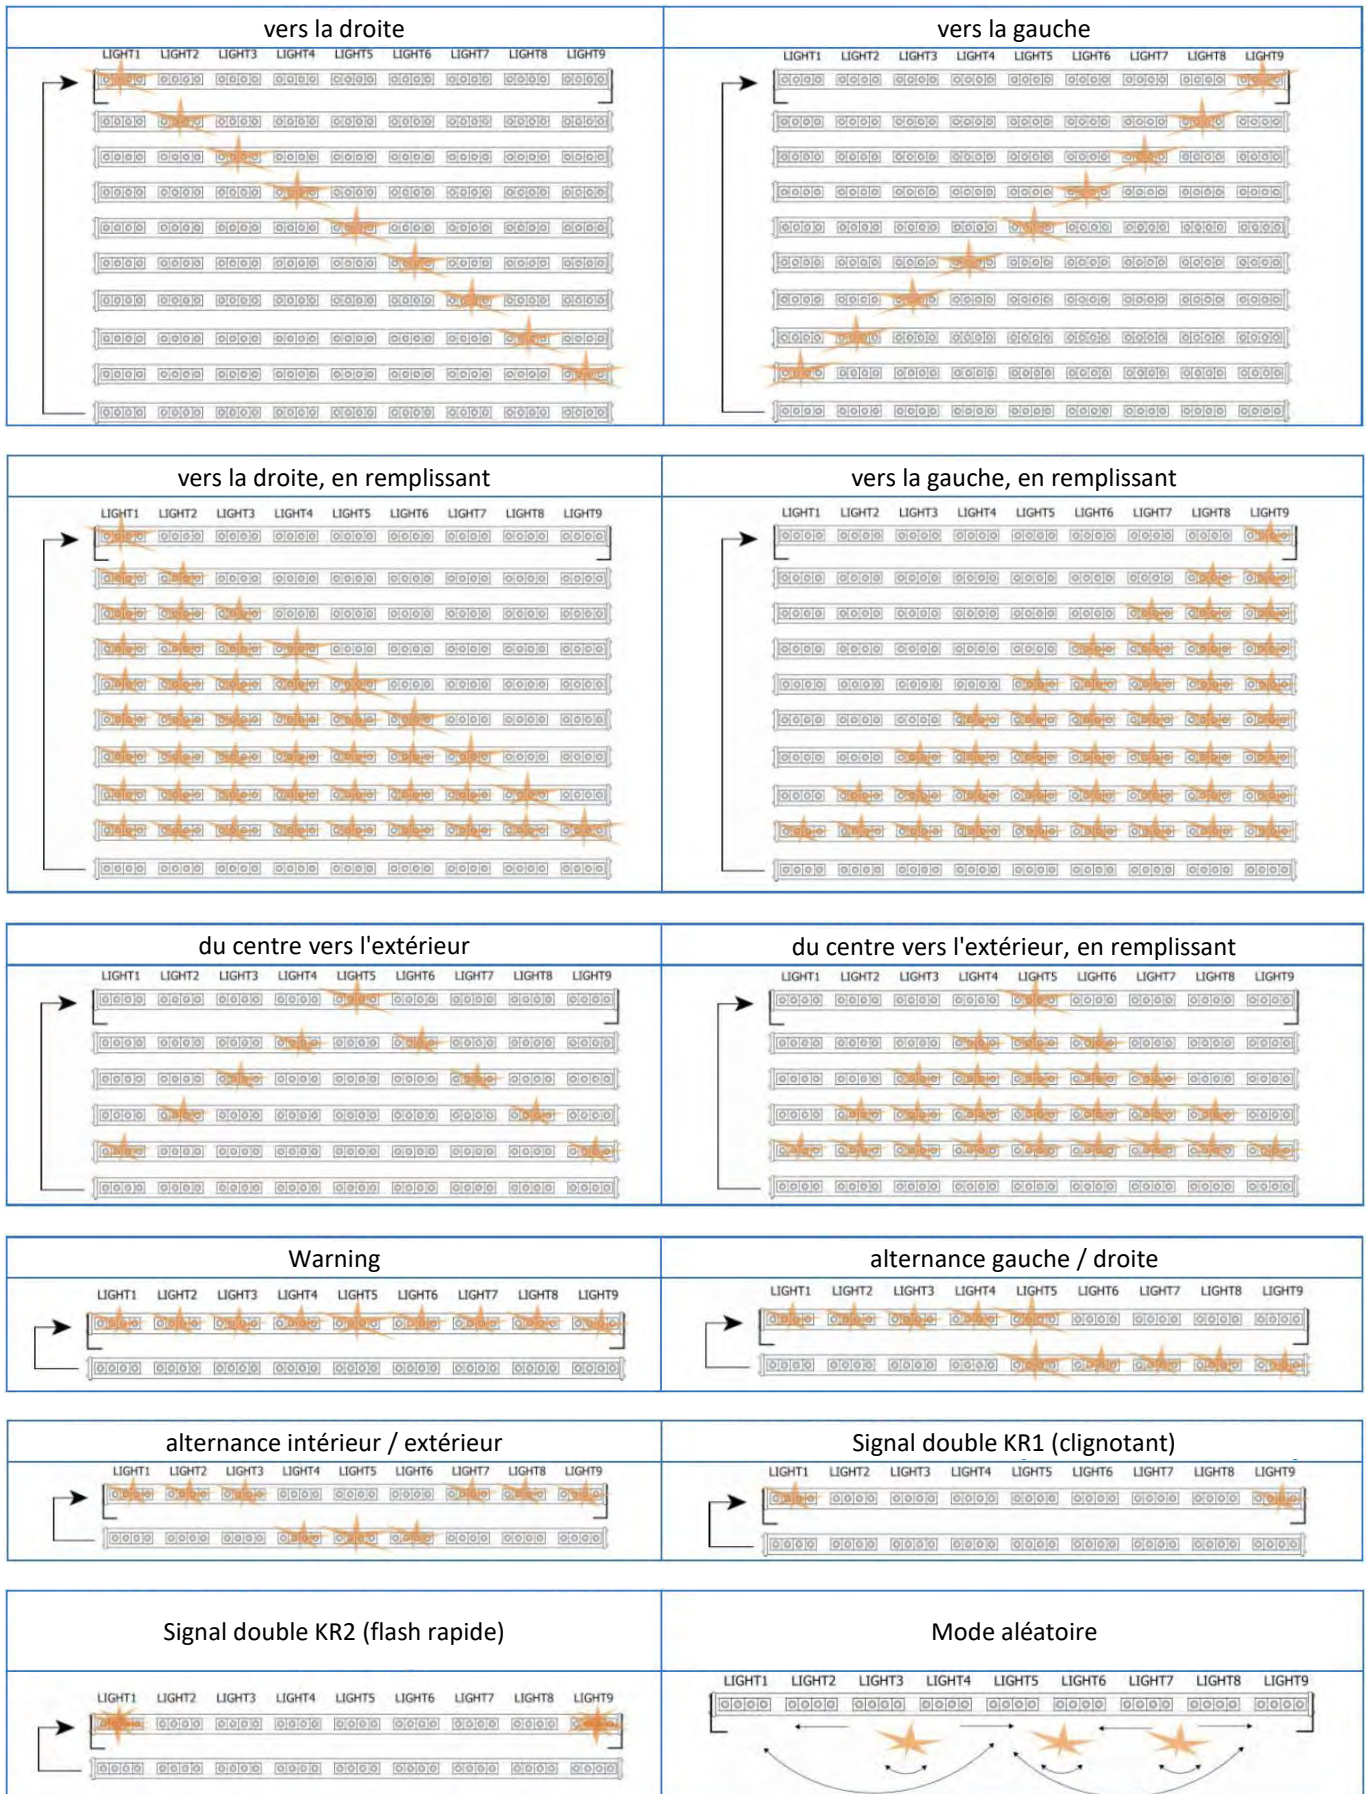 vers la droite
vers la gauche
LIGHT1 LIGHT2 LIGHT3 LIGHT4 LIGHT5 LIGHT6 LIGHT7 LIGHT8 LIGHT9
LIGHT1 LIGHT2 LIGHT3 LIGHT4 LIGHT5 LIGHT6 LIGHT7 LIGHT8 LIGHT9
vers la droite, en remplissant
vers la gauche, en remplissant
LIGHT1 LIGHT2 LIGHT3 LIGHT4 LIGHT5 LIGHT6 LIGHT7 LIGHT8 LIGHT9
LIGHT1 LIGHT2 LIGHT3 LIGHT4 LIGHT5 LIGHT6 LIGHT7 LIGHT8 LIGHT9
du centre vers l'extérieur
du centre vers l'extérieur, en remplissant
LIGHT1 LIGHT2 LIGHT3 LIGHT4 LIGHT5 LIGHT6 LIGHT7 LIGHT8 LIGHT9
LIGHT1 LIGHT2 LIGHT3 LIGHT4 LIGHT5 LIGHT6 LIGHT7 LIGHT8 LIGHT9
Warning
alternance gauche / droite
LIGHT1 LIGHT2 LIGHT3 LIGHT4 LIGHT5 LIGHT6 LIGHT7 LIGHT8 LIGHT9
LIGHT1 LIGHT2 LIGHT3 LIGHT4 LIGHT5 LIGHT6 LIGHT7 LIGHT8 LIGHT9
alternance intérieur / extérieur
Signal double KR1 (clignotant)
LIGHT1 LIGHT2 LIGHT3 LIGHT4 LIGHT5 LIGHT6 LIGHT7 LIGHT8 LIGHT9
LIGHT1 LIGHT2 LIGHT3 LIGHT4 LIGHT5 LIGHT6 LIGHT7 LIGHT8 LIGHT9
Signal double KR2 (flash rapide)
Mode aléatoire
LIGHT1 LIGHT2 LIGHT3 LIGHT4 LIGHT5 LIGHT6 LIGHT7 LIGHT8 LIGHT9
LIGHT1 LIGHT2 LIGHT3 LIGHT4 LIGHT5 LIGHT6 LIGHT7 LIGHT8 LIGHT9